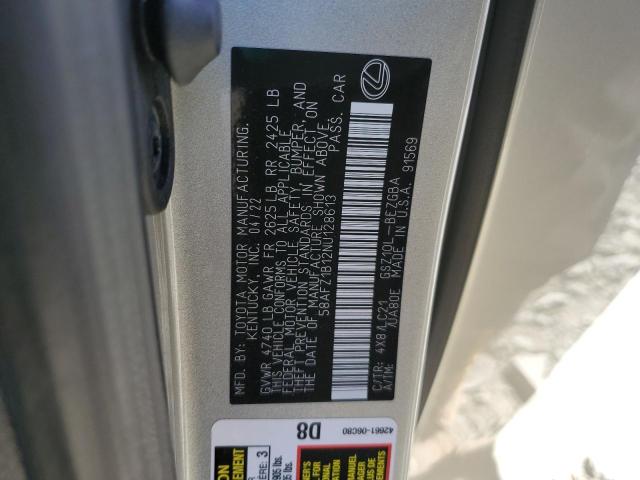 MFD. BY: TOYOTA MOTOR MANUFACTURING.
KENTUCKY, INC. 04/22
GVWR 4740 LB GAWR FR 2625 LB RR 2425 LB
THIS VEHICLE CONFORMS TO ALL APPLICABLE
FEDERAL MOTOR VEHICLE SAFETY, BUMPER, AND
THEFT PREVENTION STANDARDS IN EFFECT ON
THE DATE OF MANUFACTURE SHOWN ABOVE.
58AFZ1B12NU128613 PASS. CAR
C/TR: 4X8/LC21 GSZ10L-BEZGBA
A/TM: /UA80E MADE IN U.S.A. 91569
D8
42661-06C80